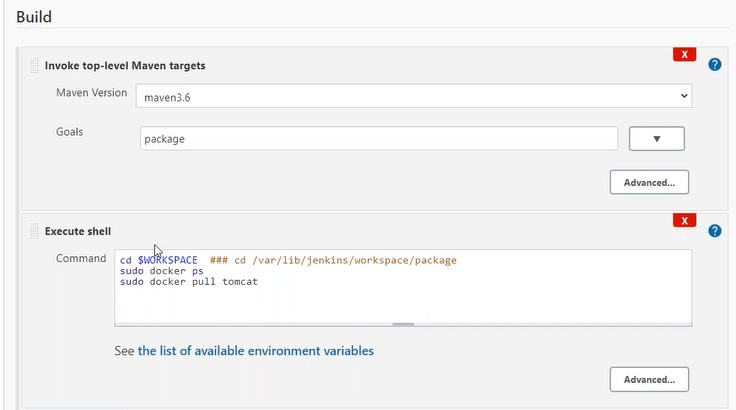 Build
X
Invoke top-level Maven targets
?
Maven Version
maven3.6
Goals
package
Advanced...
X
Execute shell
?
Command
cd $WORKSPACE  ### cd /var/lib/jenkins/workspace/package
sudo docker ps
sudo docker pull tomcat
See the list of available environment variables
Advanced...